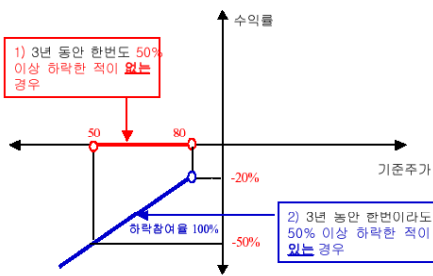 수익률
1) 3년 동안 한번도 50%
이상 하락한 적이 없는
경우
50
80
기준주가
-20%
하락참여율 100%
-50%
2) 3년 동안 한번이라도
50% 이상 하락한 적이
있는 경우